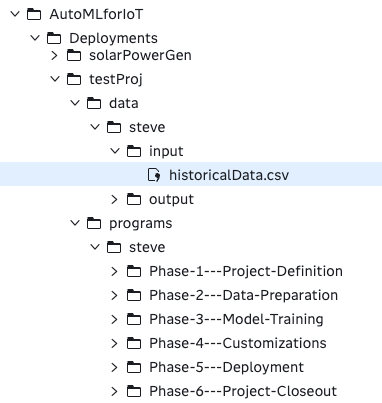 AutoMLforIoT
Deployments
solarPowerGen
testProj
data
steve
input
historicalData.csv
output
programs
steve
Phase-1---Project-Definition
Phase-2---Data-Preparation
Phase-3---Model-Training
Phase-4---Customizations
Phase-5---Deployment
Phase-6---Project-Closeout